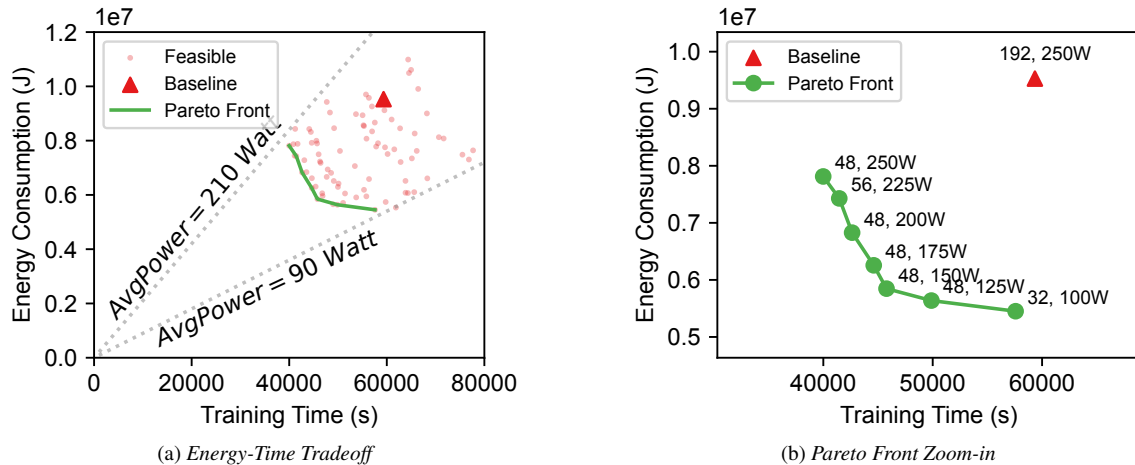 1e7
1.2
1.0
0.8
0.6
0.4
0.2
0.0
Energy Consumption (J)
Feasible
Baseline
Pareto Front
AvgPower = 210 Watt
AvgPower = 90 Watt
0
20000
40000
60000
80000
Training Time (s)
(a) Energy-Time Tradeoff
1e7
1.0
0.9
0.8
0.7
0.6
0.5
Energy Consumption (J)
Baseline
Pareto Front
192, 250W
48, 250W
56, 225W
48, 200W
48, 175W
48, 150W
48, 125W
32, 100W
40000
50000
60000
Training Time (s)
(b) Pareto Front Zoom-in